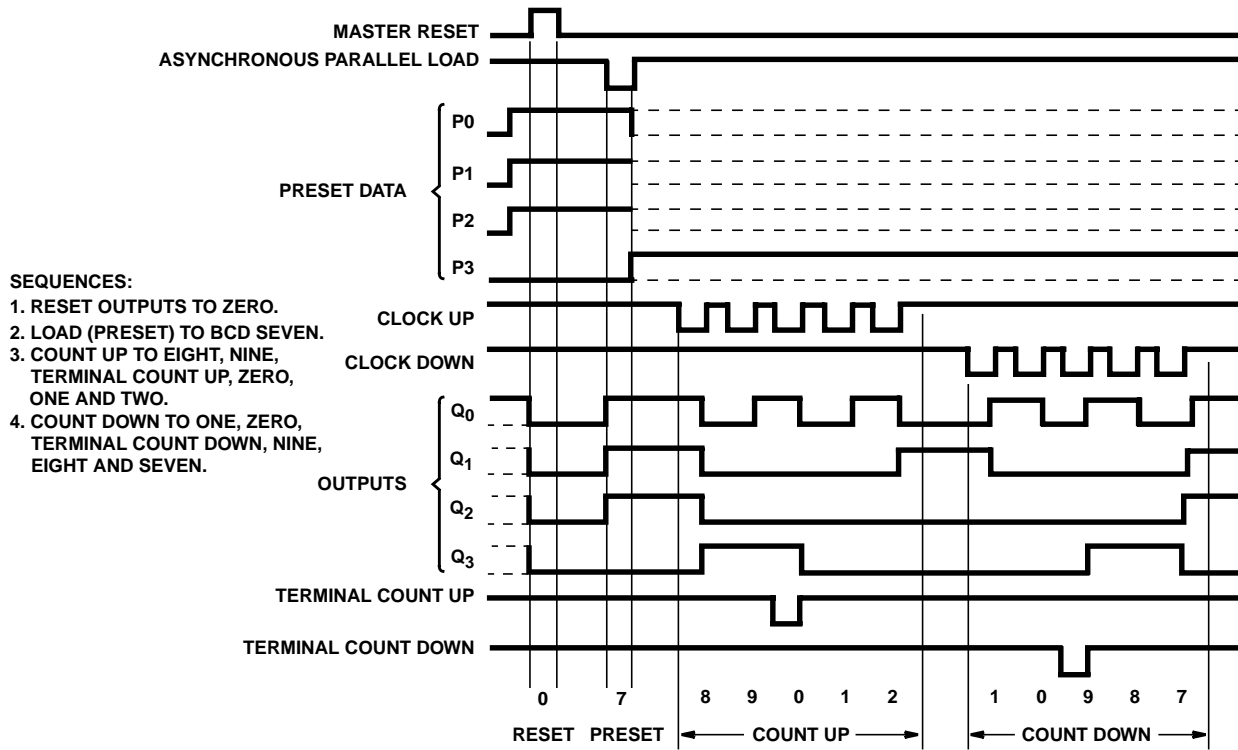 MASTER RESET
ASYNCHRONOUS PARALLEL LOAD
P0
P1
PRESET DATA
P2
P3
SEQUENCES:
1. RESET OUTPUTS TO ZERO.
2. LOAD (PRESET) TO BCD SEVEN.
3. COUNT UP TO EIGHT, NINE,
TERMINAL COUNT UP, ZERO,
ONE AND TWO.
4. COUNT DOWN TO ONE, ZERO,
TERMINAL COUNT DOWN, NINE,
EIGHT AND SEVEN.
CLOCK UP
CLOCK DOWN
Q0
Q1
OUTPUTS
Q2
Q3
TERMINAL COUNT UP
TERMINAL COUNT DOWN
0 7 8 9 0 1 2 1 0 9 8 7
RESET PRESET COUNT UP COUNT DOWN